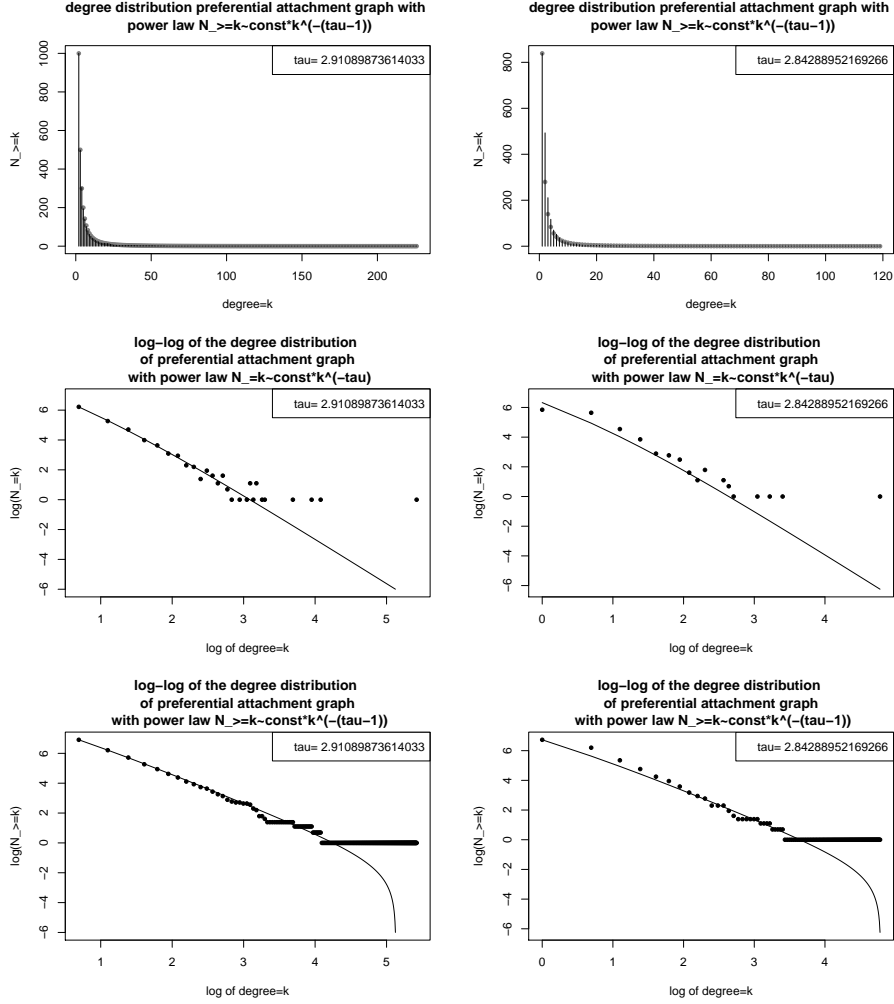 degree distribution preferential attachment graph with
power law N_>=k~const*k^(−(tau−1))
tau= 2.91089873614033
N_>=k
0 200 400 600 800 1000
0 50 100 150 200
degree=k
degree distribution preferential attachment graph with
power law N_>=k~const*k^(−(tau−1))
tau= 2.84288952169266
N_>=k
0 200 400 600 800
0 20 40 60 80 100 120
degree=k
log−log of the degree distribution
of preferential attachment graph
with power law N_=k~const*k^(−tau)
tau= 2.91089873614033
log(N_=k)
−6 −4 −2 0 2 4 6
1 2 3 4 5
log of degree=k
log−log of the degree distribution
of preferential attachment graph
with power law N_=k~const*k^(−tau)
tau= 2.84288952169266
log(N_=k)
−6 −4 −2 0 2 4 6
0 1 2 3 4
log of degree=k
log−log of the degree distribution
of preferential attachment graph
with power law N_>=k~const*k^(−(tau−1))
tau= 2.91089873614033
log(N_>=k)
−6 −4 −2 0 2 4 6
1 2 3 4 5
log of degree=k
log−log of the degree distribution
of preferential attachment graph
with power law N_>=k~const*k^(−(tau−1))
tau= 2.84288952169266
log(N_>=k)
−6 −4 −2 0 2 4 6
0 1 2 3 4
log of degree=k